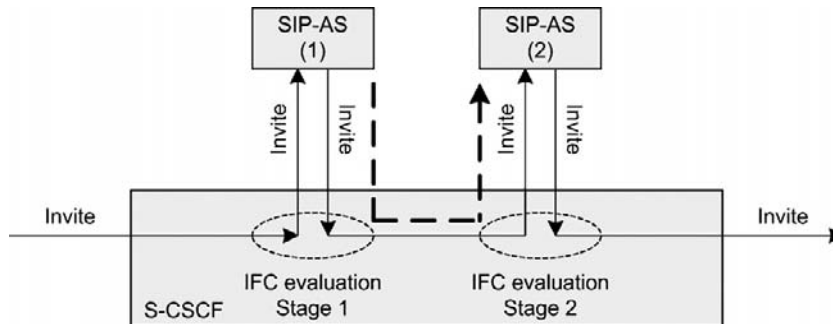 SIP-AS
(1)
SIP-AS
(2)
Invite
Invite
Invite
Invite
Invite
Invite
IFC evaluation
Stage 1
IFC evaluation
Stage 2
S-CSCF